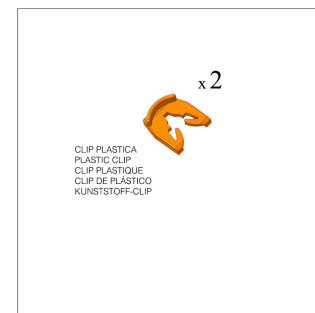 x 2
CLIP PLASTICA
PLASTIC CLIP
CLIP PLASTIQUE
CLIP DE PLÁSTICO
KUNSTSTOFF-CLIP